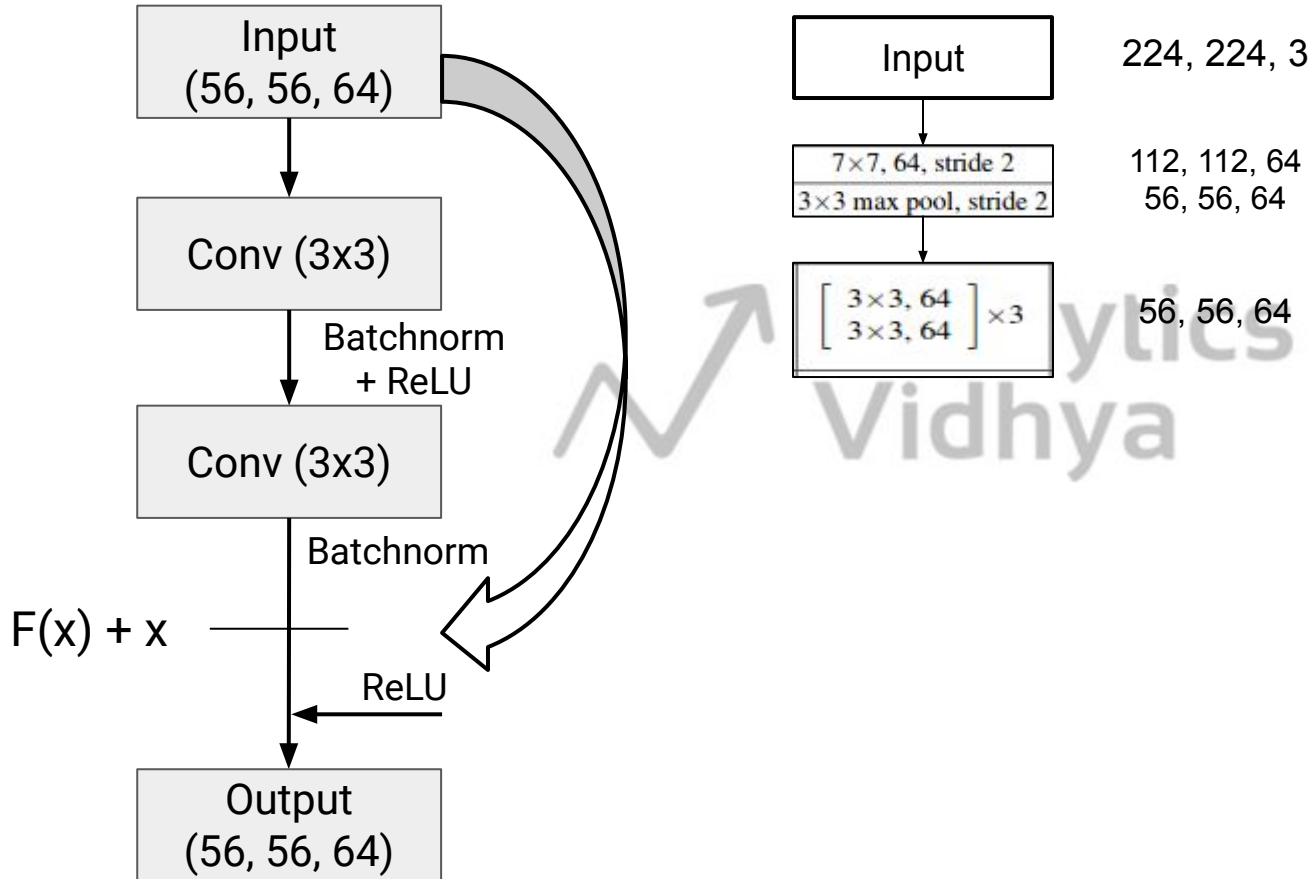 Input
(56, 56, 64)
Conv (3x3)
Batchnorm
+ ReLU
Conv (3x3)
Batchnorm
F(x) + x
ReLU
Output
(56, 56, 64)
Input
224, 224, 3
7×7, 64, stride 2
112, 112, 64
3×3 max pool, stride 2
56, 56, 64
[ 3×3, 64
3×3, 64 ] ×3
56, 56, 64
ytics
Vidhya